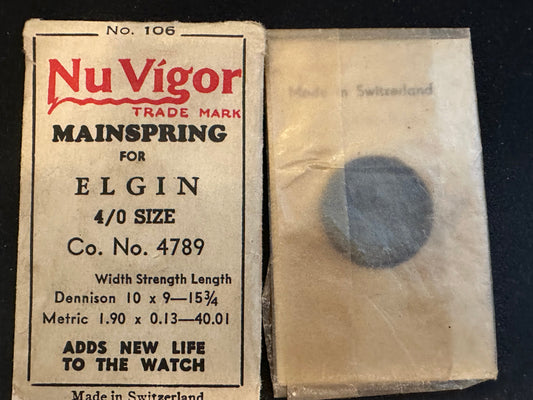 No. 106
Nu Vigor
TRADE MARK
MAINSPRING
FOR
ELGIN
4/0 SIZE
Co. No. 4789
Width Strength Length
Dennison 10 x 9—15¾
Metric 1.90 x 0.13—40.01
ADDS NEW LIFE
TO THE WATCH
Made in Switzerland
Made in Switzerland